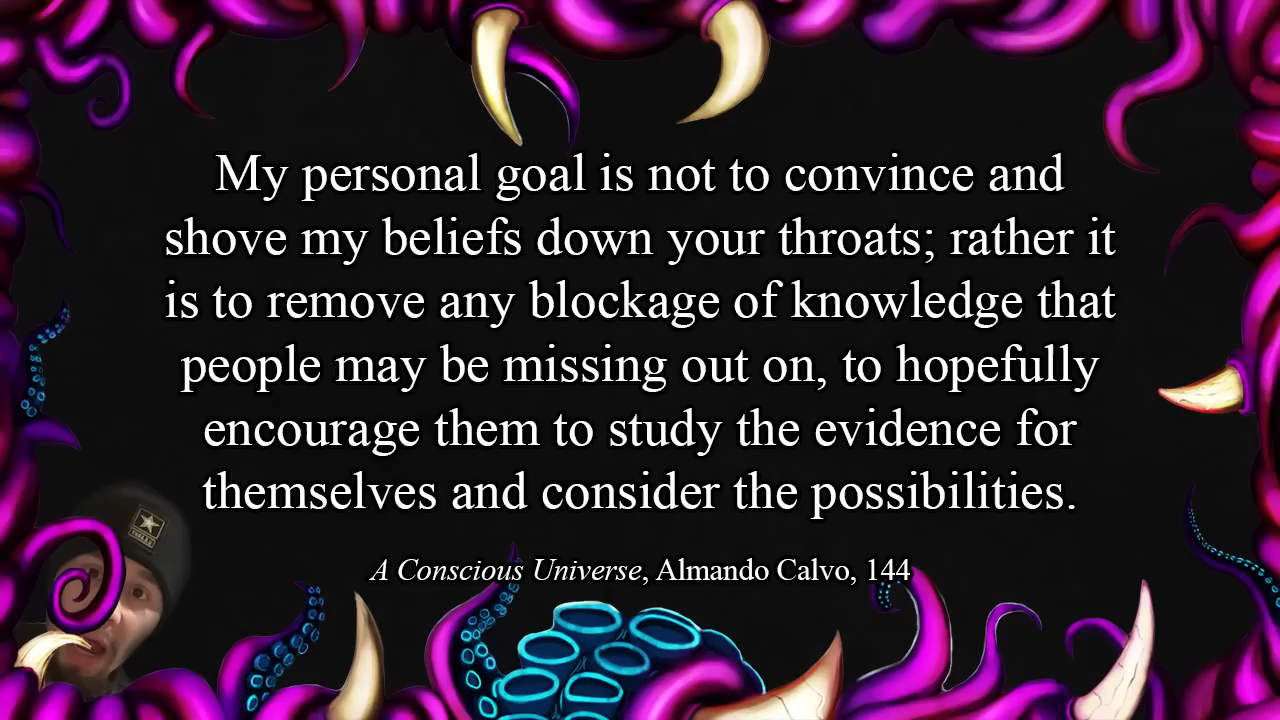 My personal goal is not to convince and
shove my beliefs down your throats; rather it
is to remove any blockage of knowledge that
people may be missing out on, to hopefully
encourage them to study the evidence for
themselves and consider the possibilities.
A Conscious Universe, Almando Calvo, 144